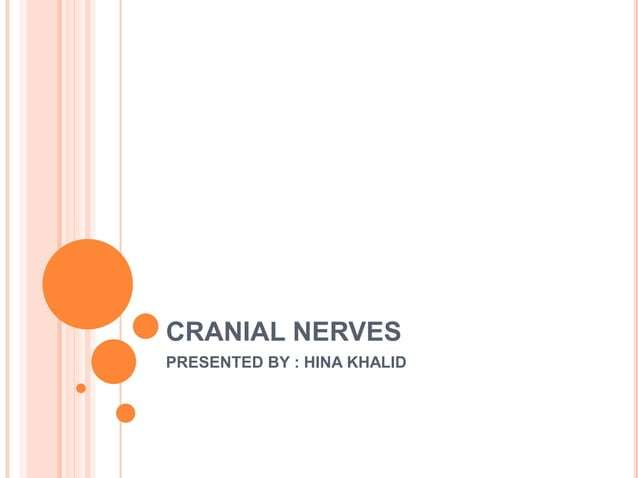 CRANIAL NERVES
PRESENTED BY : HINA KHALID